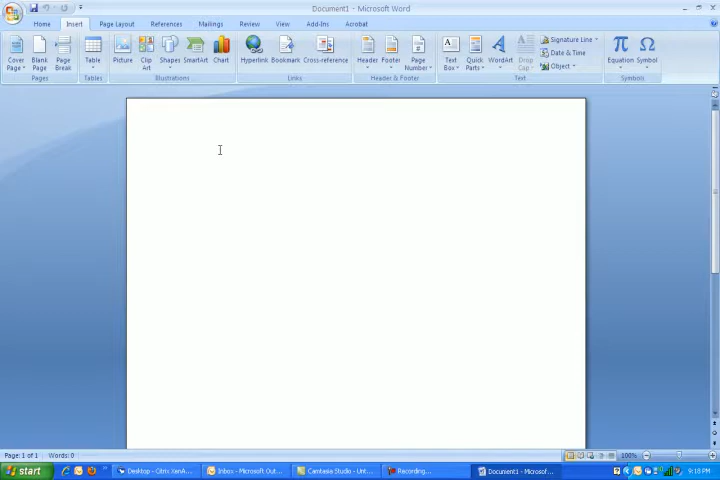 Document1 - Microsoft Word
Home Insert Page Layout References Mailings Review View Add-Ins Acrobat
Cover Page Blank Page Page Break Table Picture Clip Art Shapes SmartArt Chart Hyperlink Bookmark Cross-reference Header Footer Page Number Text Box Quick Parts WordArt Drop Cap Signature Line Date & Time Object Equation Symbol
Pages Tables Illustrations Links Header & Footer Text Symbols
Page: 1 of 1 Words: 0 100%
start Desktop - Citrix XenA... Inbox - Microsoft Out... Camtasia Studio - Unt... Recording... Document1 - Microsof... 9:18 PM